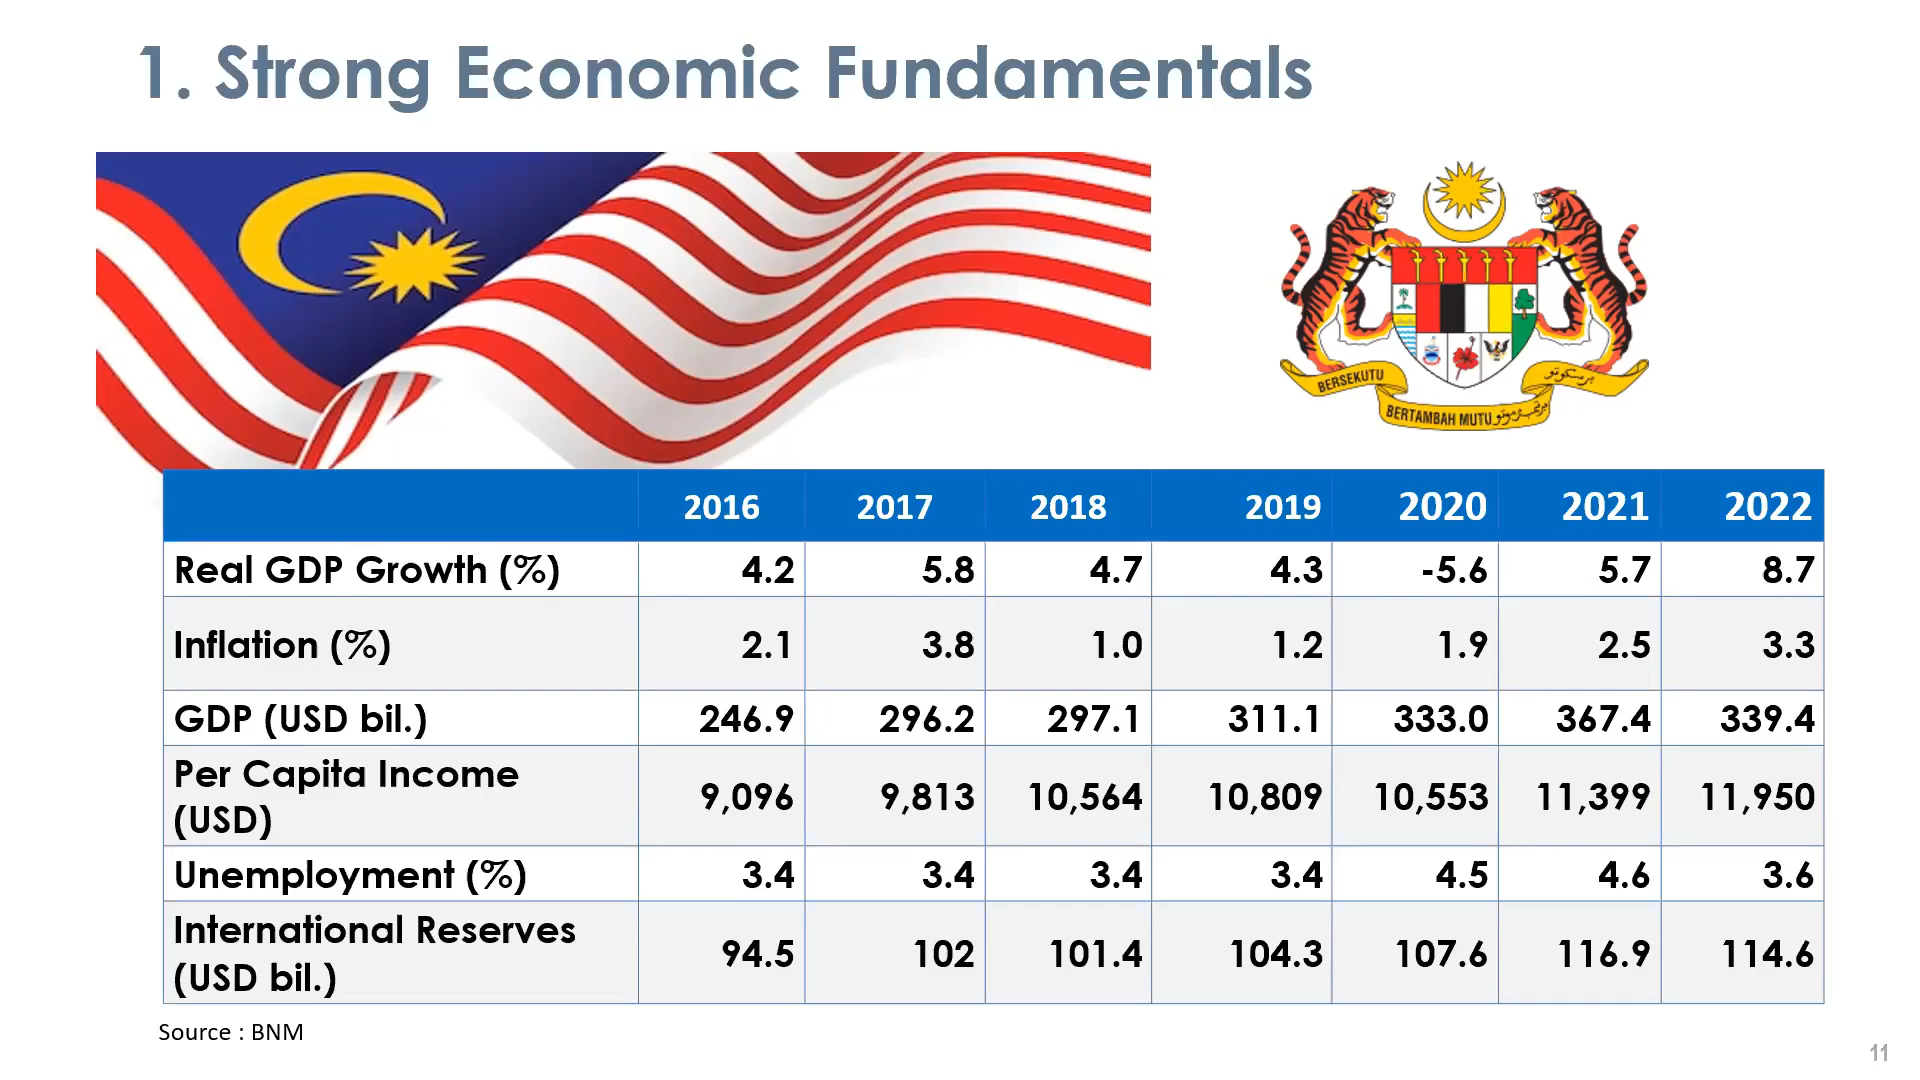 1. Strong Economic Fundamentals
BERSEKUTU
BERTAMBAH MUTU
2016 2017 2018 2019 2020 2021 2022
Real GDP Growth (%) 4.2 5.8 4.7 4.3 -5.6 5.7 8.7
Inflation (%) 2.1 3.8 1.0 1.2 1.9 2.5 3.3
GDP (USD bil.) 246.9 296.2 297.1 311.1 333.0 367.4 339.4
Per Capita Income
(USD) 9,096 9,813 10,564 10,809 10,553 11,399 11,950
Unemployment (%) 3.4 3.4 3.4 3.4 4.5 4.6 3.6
International Reserves
(USD bil.) 94.5 102 101.4 104.3 107.6 116.9 114.6
Source : BNM
11